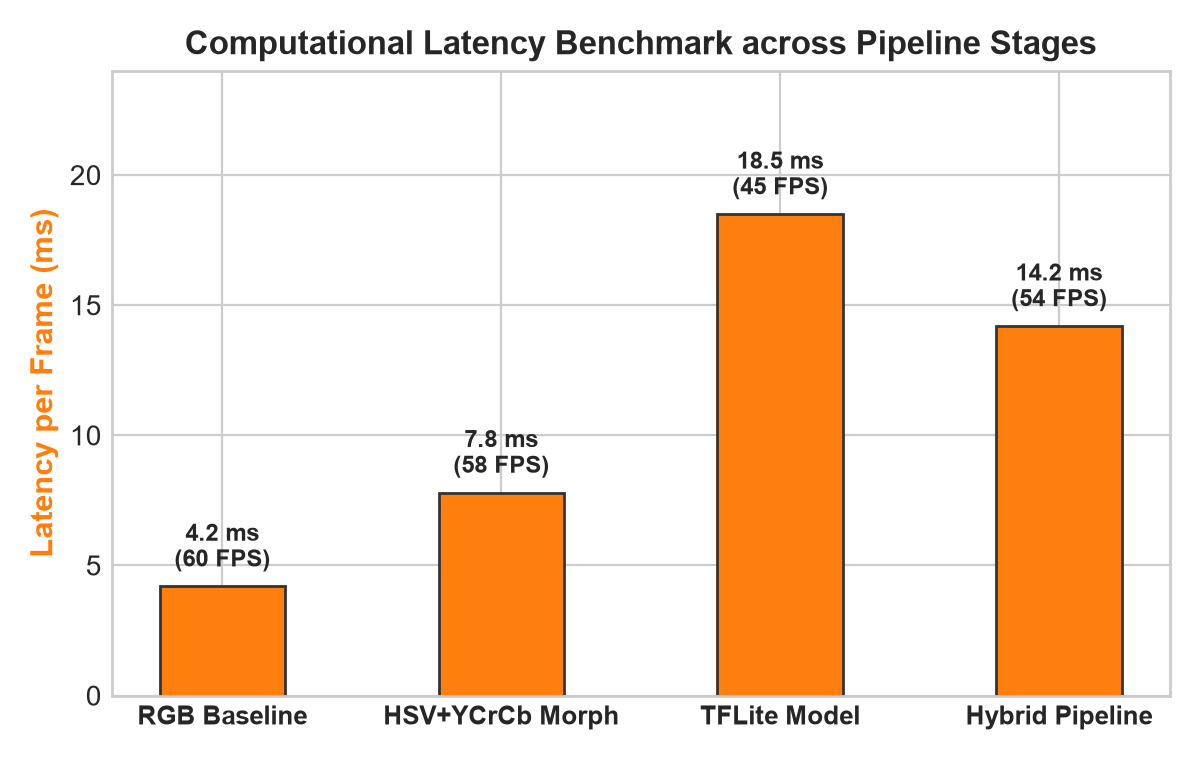 Computational Latency Benchmark across Pipeline Stages
Latency per Frame (ms)
20
15
10
5
0
4.2 ms
(60 FPS)
7.8 ms
(58 FPS)
18.5 ms
(45 FPS)
14.2 ms
(54 FPS)
RGB Baseline
HSV+YCrCb Morph
TFLite Model
Hybrid Pipeline